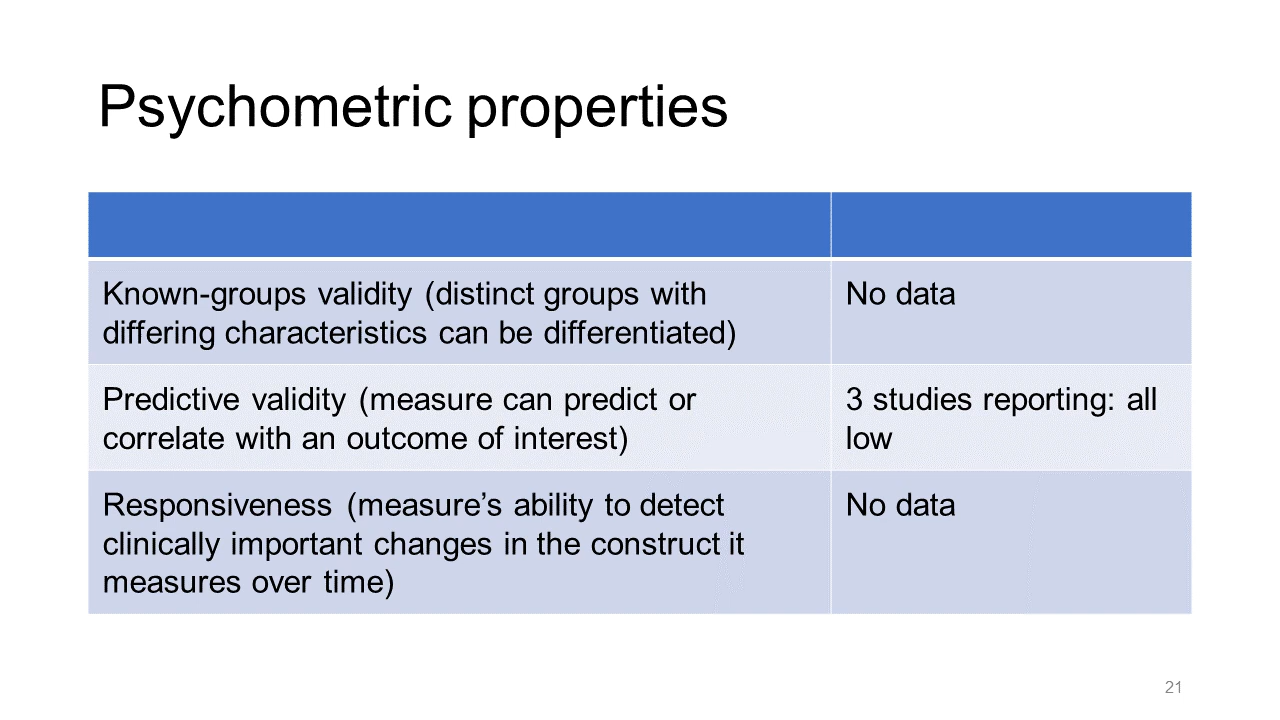 Psychometric properties
Known-groups validity (distinct groups with
differing characteristics can be differentiated)
No data
Predictive validity (measure can predict or
correlate with an outcome of interest)
3 studies reporting: all
low
Responsiveness (measure’s ability to detect
clinically important changes in the construct it
measures over time)
No data
21